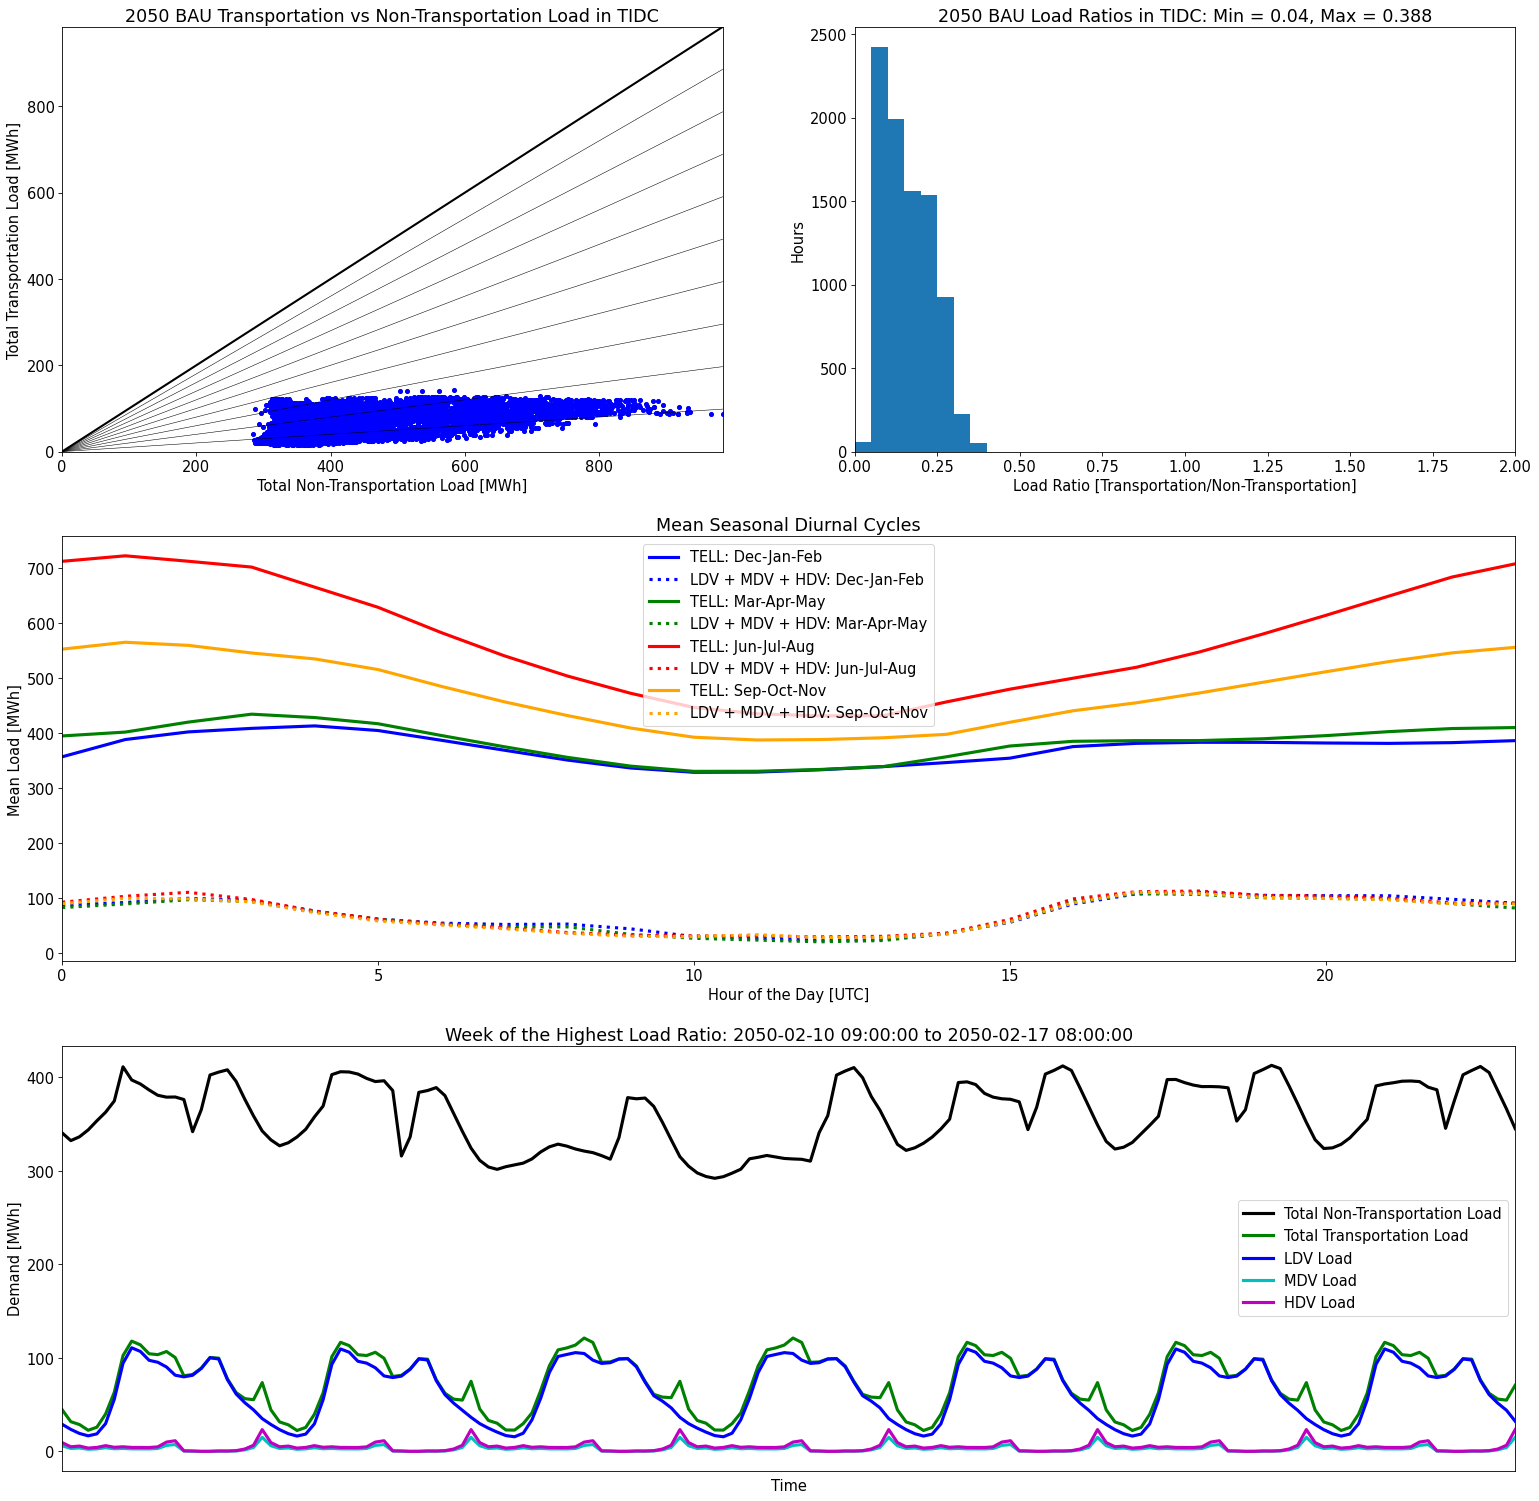 2050 BAU Transportation vs Non-Transportation Load in TIDC
Total Transportation Load [MWh]
800
600
400
200
0
0 200 400 600 800
Total Non-Transportation Load [MWh]
2050 BAU Load Ratios in TIDC: Min = 0.04, Max = 0.388
Hours
2500
2000
1500
1000
500
0
0.00 0.25 0.50 0.75 1.00 1.25 1.50 1.75 2.00
Load Ratio [Transportation/Non-Transportation]
Mean Seasonal Diurnal Cycles
Mean Load [MWh]
700
600
500
400
300
200
100
0
TELL: Dec-Jan-Feb
LDV + MDV + HDV: Dec-Jan-Feb
TELL: Mar-Apr-May
LDV + MDV + HDV: Mar-Apr-May
TELL: Jun-Jul-Aug
LDV + MDV + HDV: Jun-Jul-Aug
TELL: Sep-Oct-Nov
LDV + MDV + HDV: Sep-Oct-Nov
0 5 10 15 20
Hour of the Day [UTC]
Week of the Highest Load Ratio: 2050-02-10 09:00:00 to 2050-02-17 08:00:00
Demand [MWh]
400
300
200
100
0
Total Non-Transportation Load
Total Transportation Load
LDV Load
MDV Load
HDV Load
Time